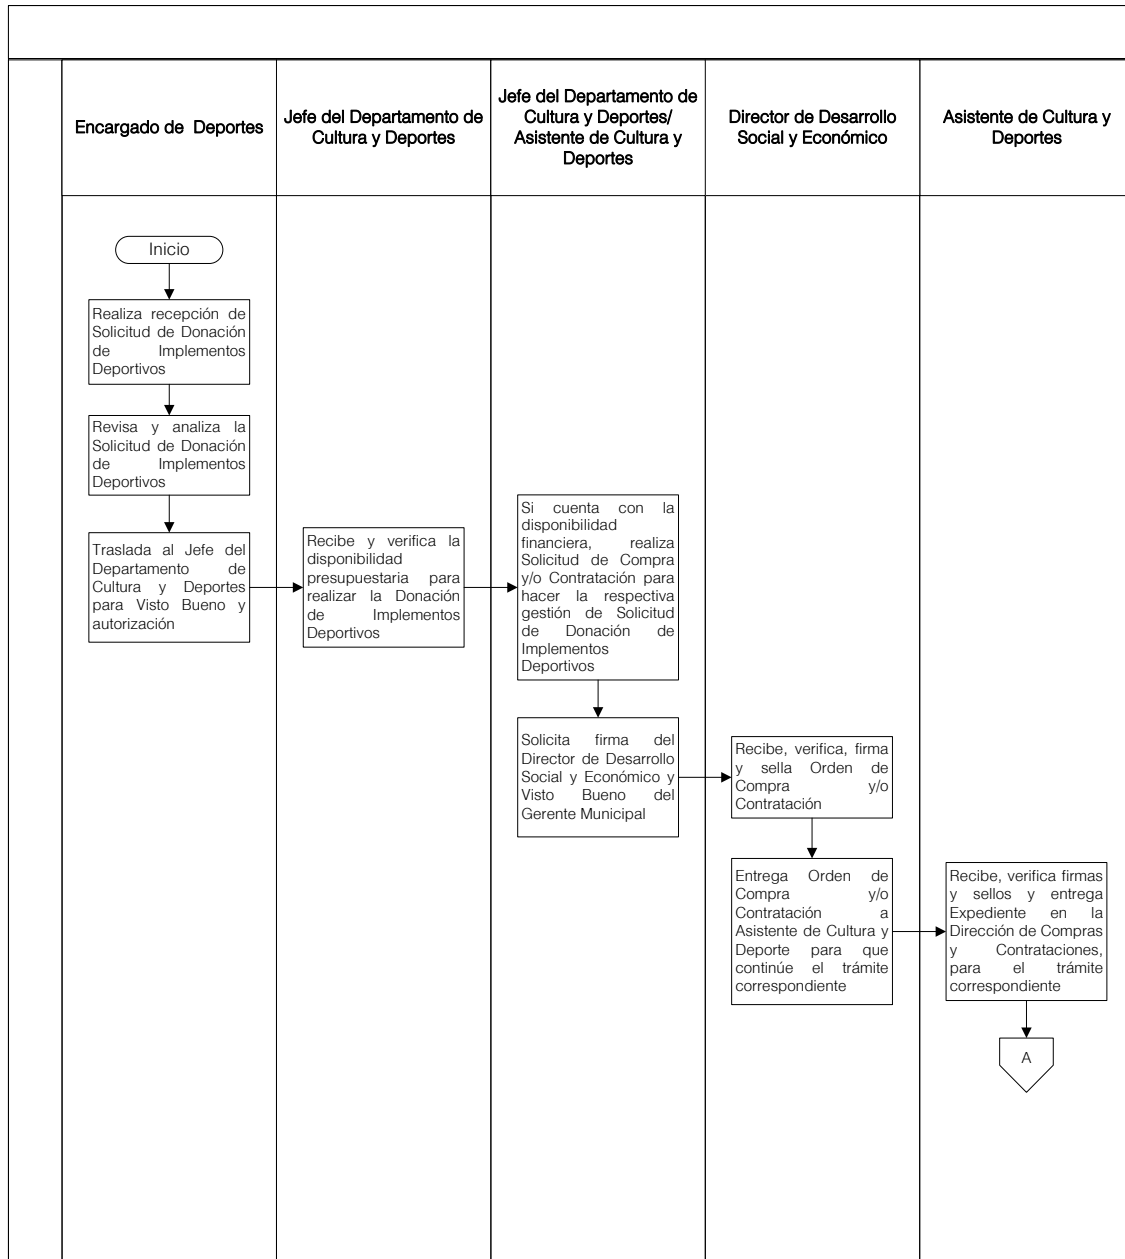 Encargado de Deportes
Jefe del Departamento de
Cultura y Deportes
Jefe del Departamento de
Cultura y Deportes/
Asistente de Cultura y
Deportes
Director de Desarrollo
Social y Económico
Asistente de Cultura y
Deportes
Inicio
Realiza recepción de
Solicitud de Donación
de Implementos
Deportivos
Revisa y analiza la
Solicitud de Donación
de Implementos
Deportivos
Traslada al Jefe del
Departamento de
Cultura y Deportes
para Visto Bueno y
autorización
Recibe y verifica la
disponibilidad
presupuestaria para
realizar la Donación
de Implementos
Deportivos
Si cuenta con la
disponibilidad
financiera, realiza
Solicitud de Compra
y/o Contratación para
hacer la respectiva
gestión de Solicitud
de Donación de
Implementos
Deportivos
Solicita firma del
Director de Desarrollo
Social y Económico y
Visto Bueno del
Gerente Municipal
Recibe, verifica, firma
y sella Orden de
Compra y/o
Contratación
Entrega Orden de
Compra y/o
Contratación a
Asistente de Cultura y
Deporte para que
continúe el trámite
correspondiente
Recibe, verifica firmas
y sellos y entrega
Expediente en la
Dirección de Compras
y Contrataciones,
para el trámite
correspondiente
A